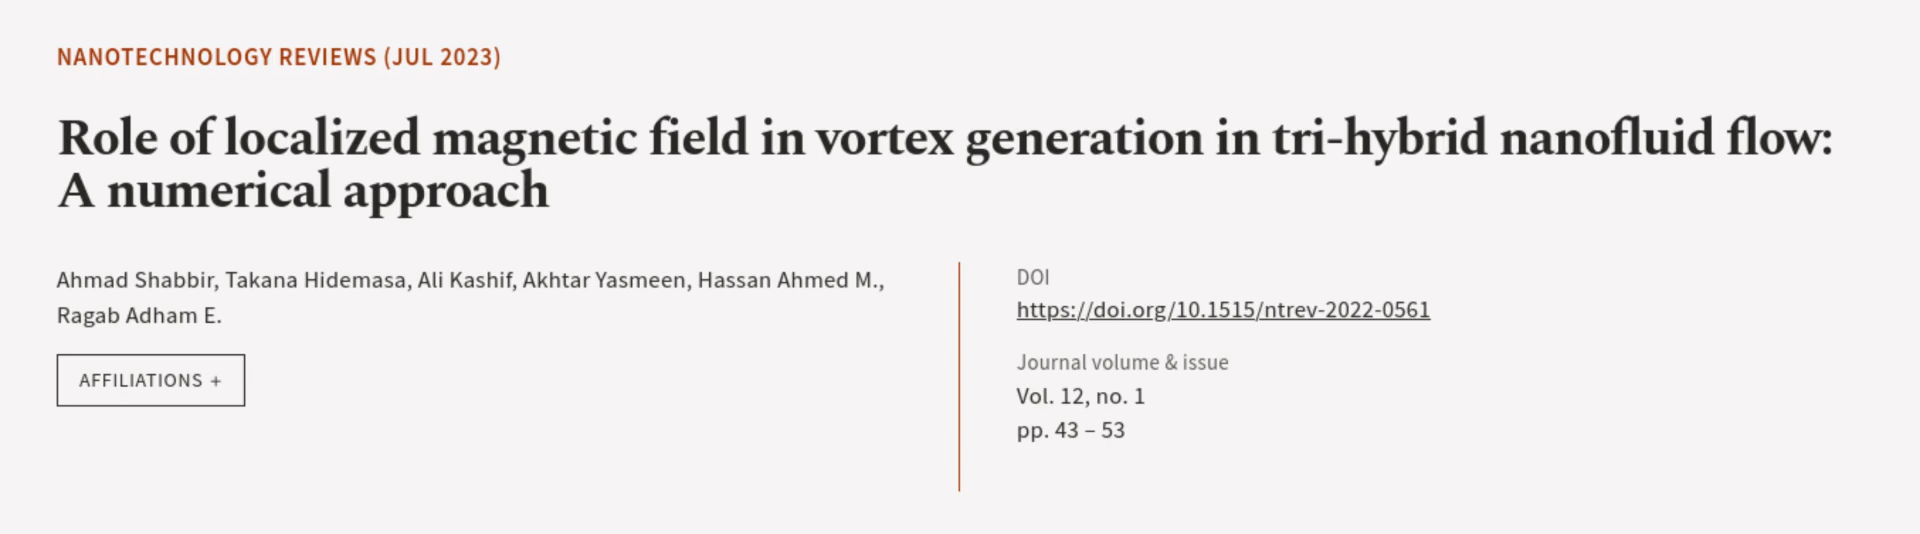 NANOTECHNOLOGY REVIEWS (JUL 2023)
Role of localized magnetic field in vortex generation in tri-hybrid nanofluid flow:
A numerical approach
Ahmad Shabbir, Takana Hidemasa, Ali Kashif, Akhtar Yasmeen, Hassan Ahmed M.,
Ragab Adham E.
AFFILIATIONS +
DOI
https://doi.org/10.1515/ntrev-2022-0561
Journal volume & issue
Vol. 12, no. 1
pp. 43 – 53